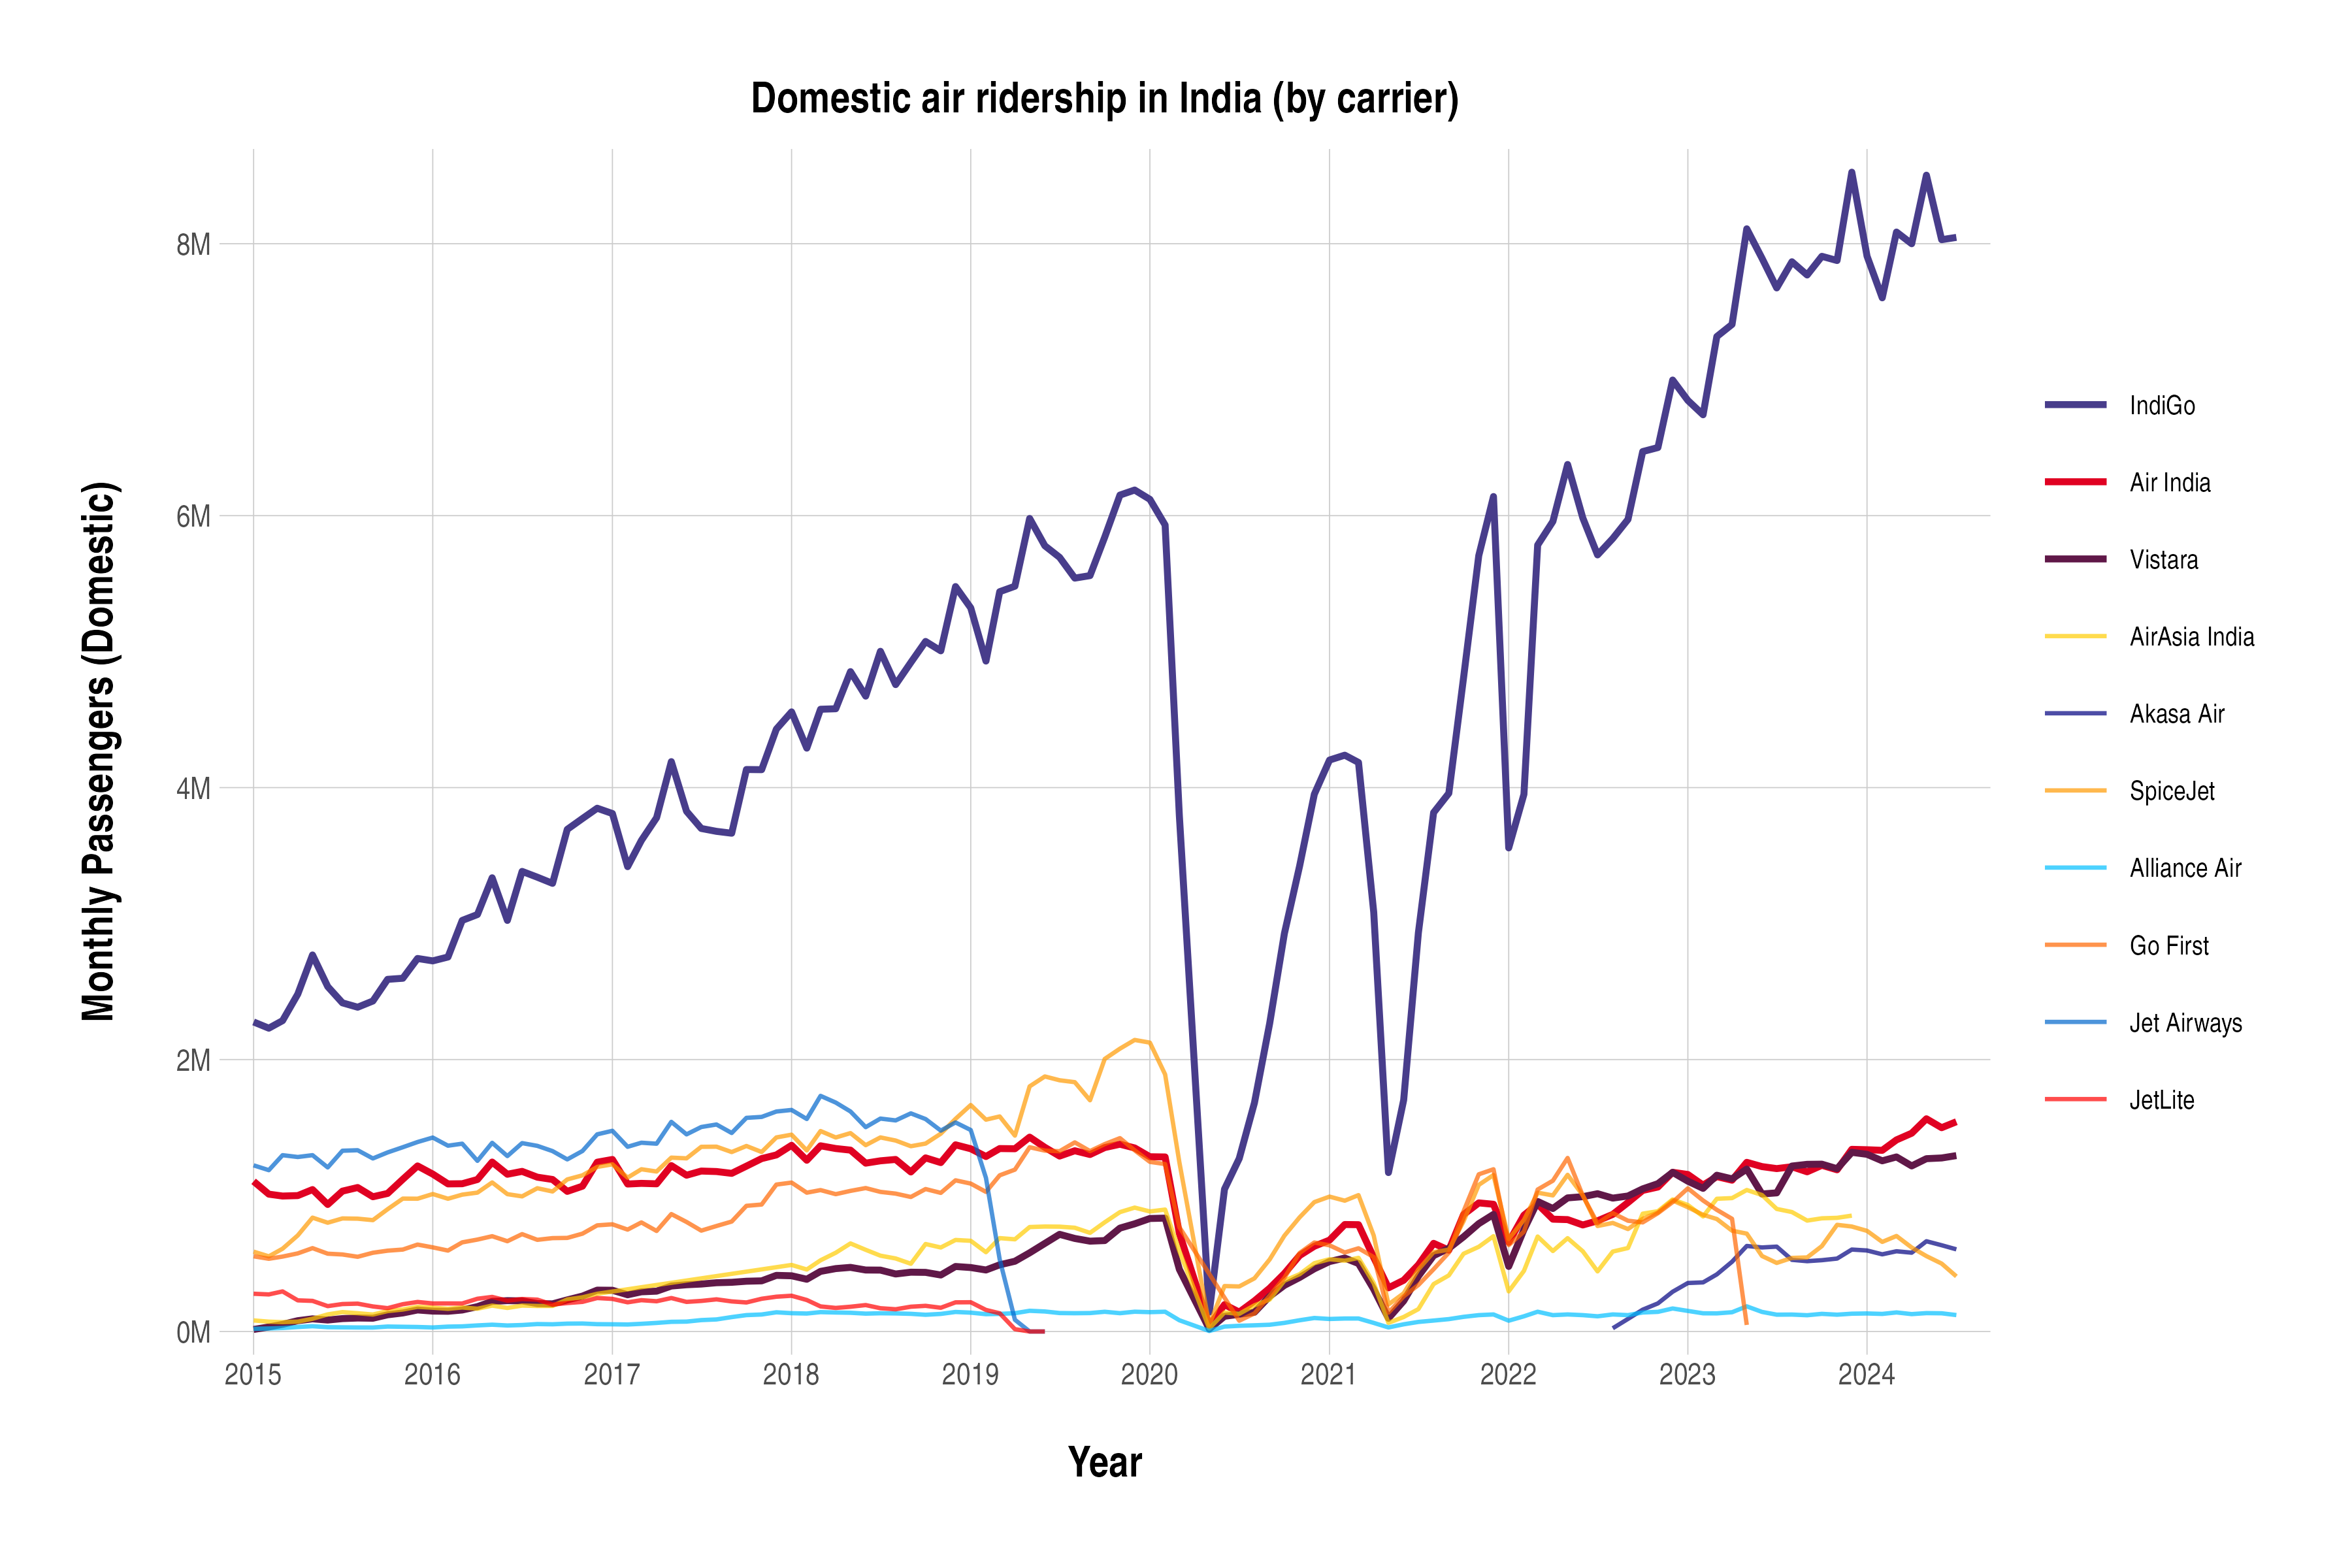 Domestic air ridership in India (by carrier)
Monthly Passengers (Domestic)
8M
6M
4M
2M
0M
2015 2016 2017 2018 2019 2020 2021 2022 2023 2024
Year
IndiGo
Air India
Vistara
AirAsia India
Akasa Air
SpiceJet
Alliance Air
Go First
Jet Airways
JetLite